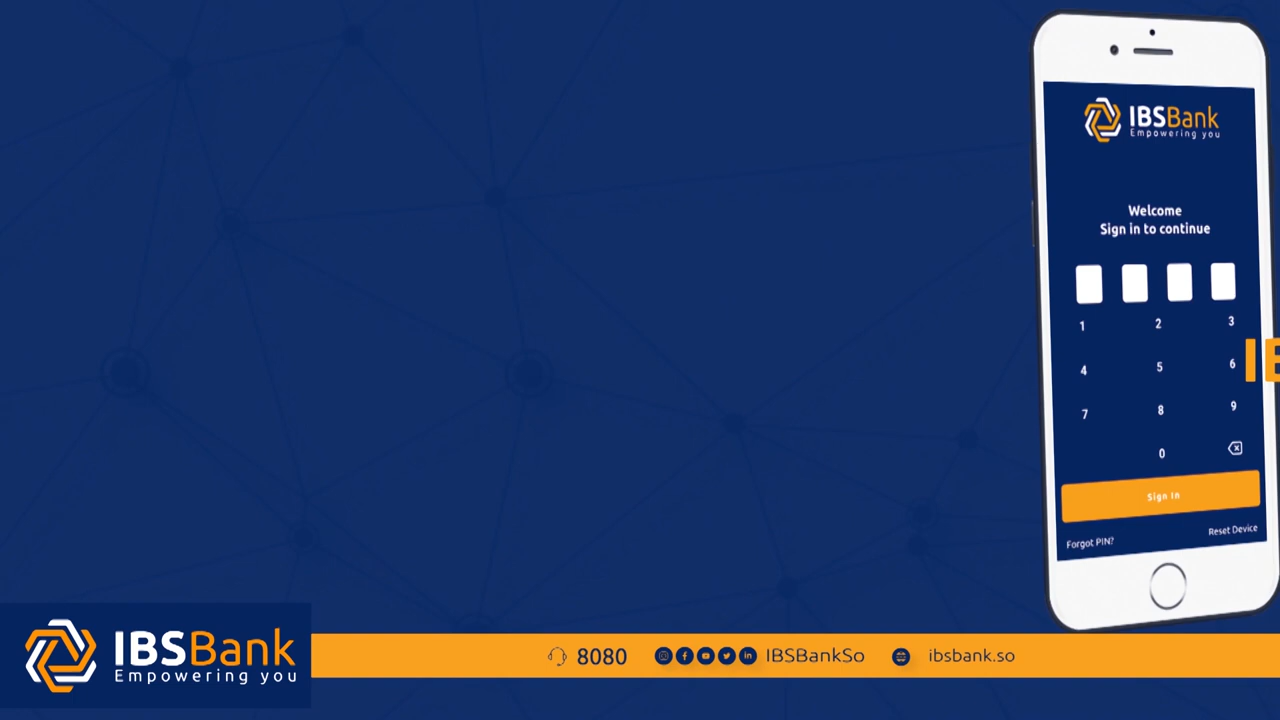 IBSBank
Empowering you
Welcome
Sign in to continue
1 2 3
4 5 6
7 8 9
0
Sign In
Forgot PIN? Reset Device
IBSBank
Empowering you
8080 IBSBankSo ibsbank.so